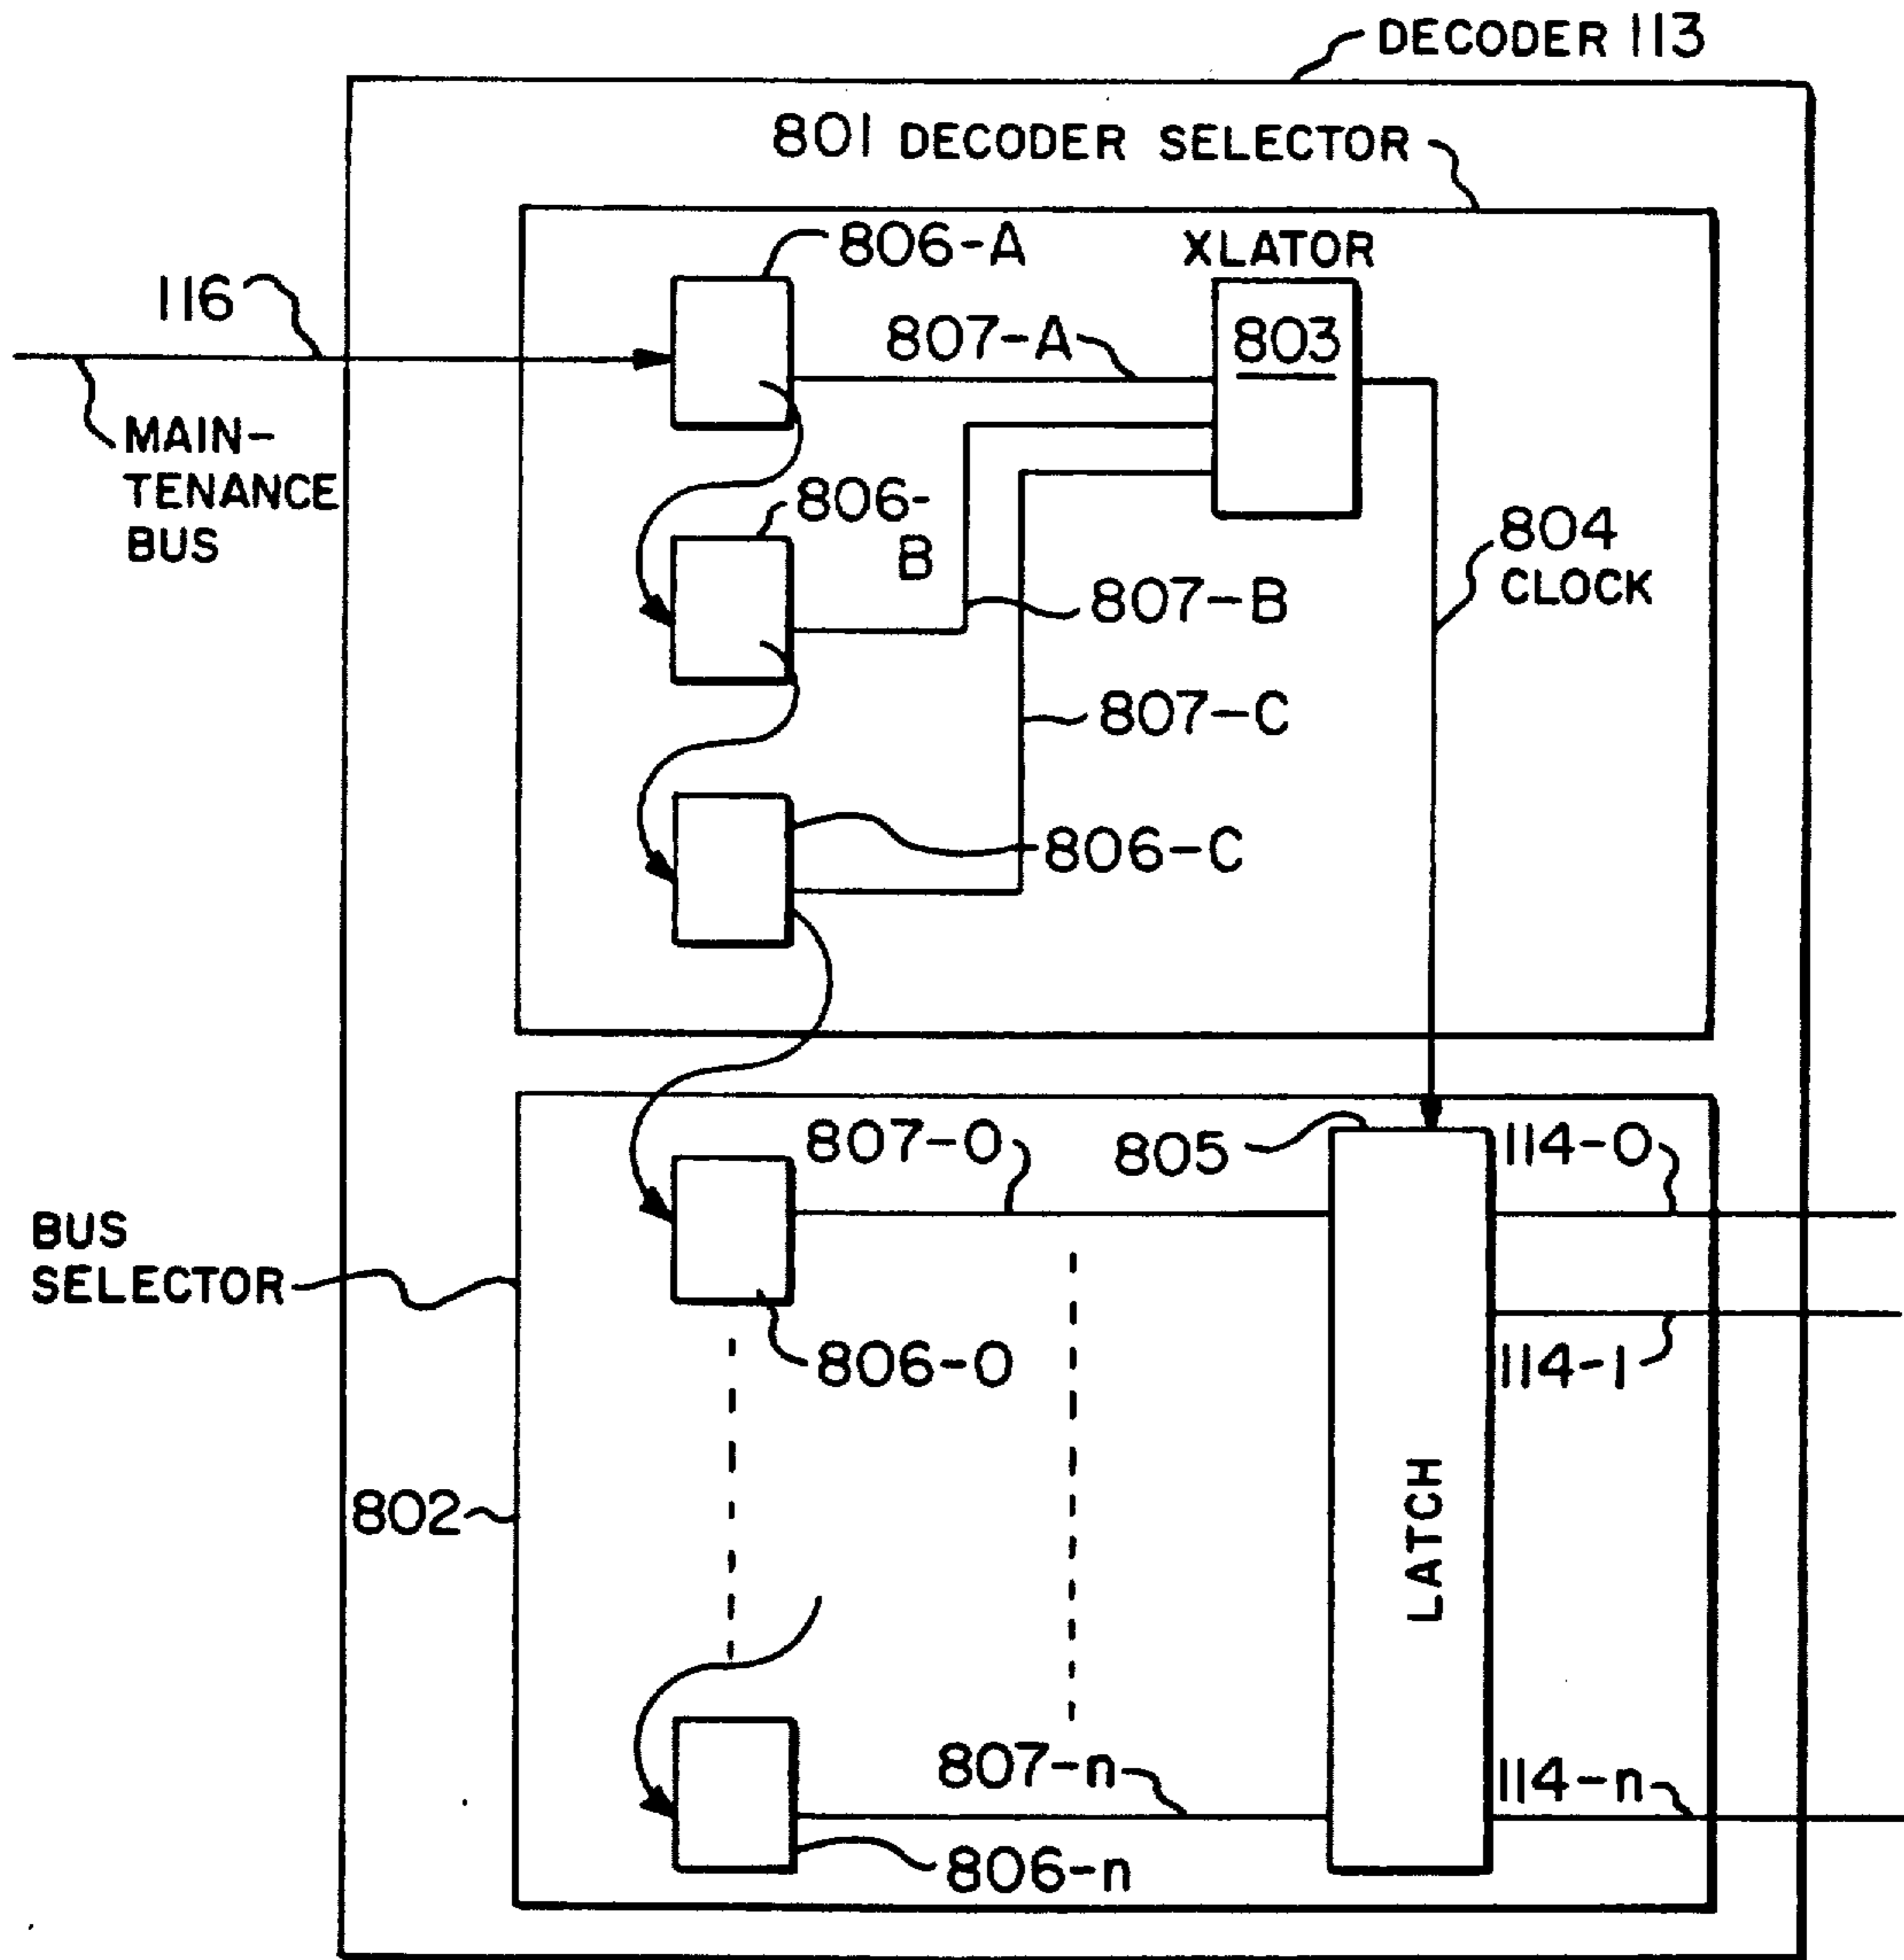 DECODER 113
801 DECODER SELECTOR
806-A
XLATOR
116
807-A
803
MAIN-
TENANCE
BUS
806-
B
804
CLOCK
807-B
807-C
806-C
807-0
805
114-0
BUS
SELECTOR
806-0
114-1
802
LATCH
807-n
114-n
806-n